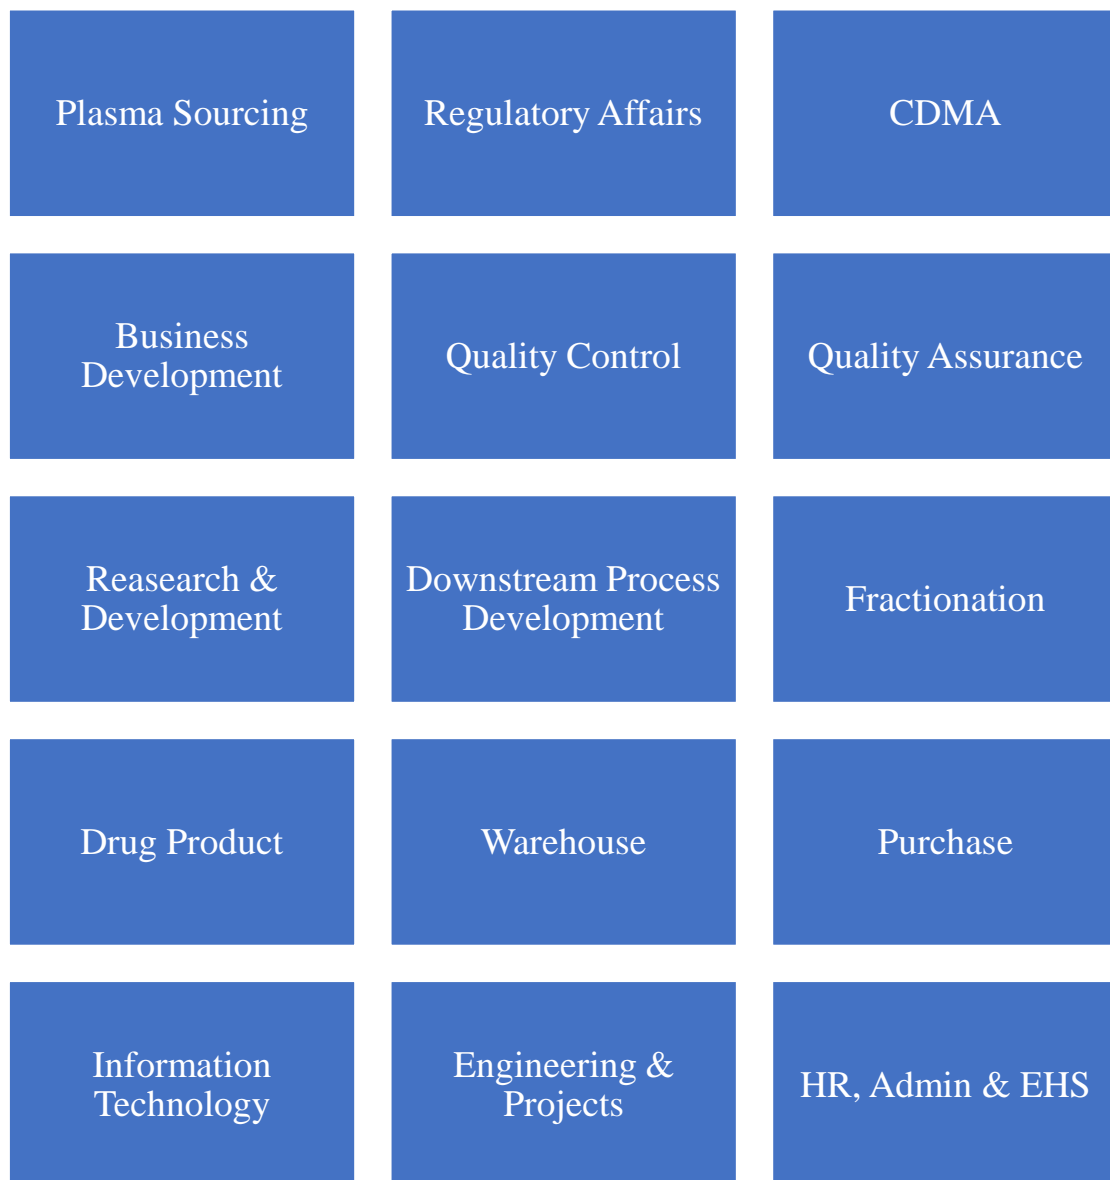 Plasma Sourcing
Regulatory Affairs
CDMA
Business
Development
Quality Control
Quality Assurance
Reasearch &
Development
Downstream Process
Development
Fractionation
Drug Product
Warehouse
Purchase
Information
Technology
Engineering &
Projects
HR, Admin & EHS